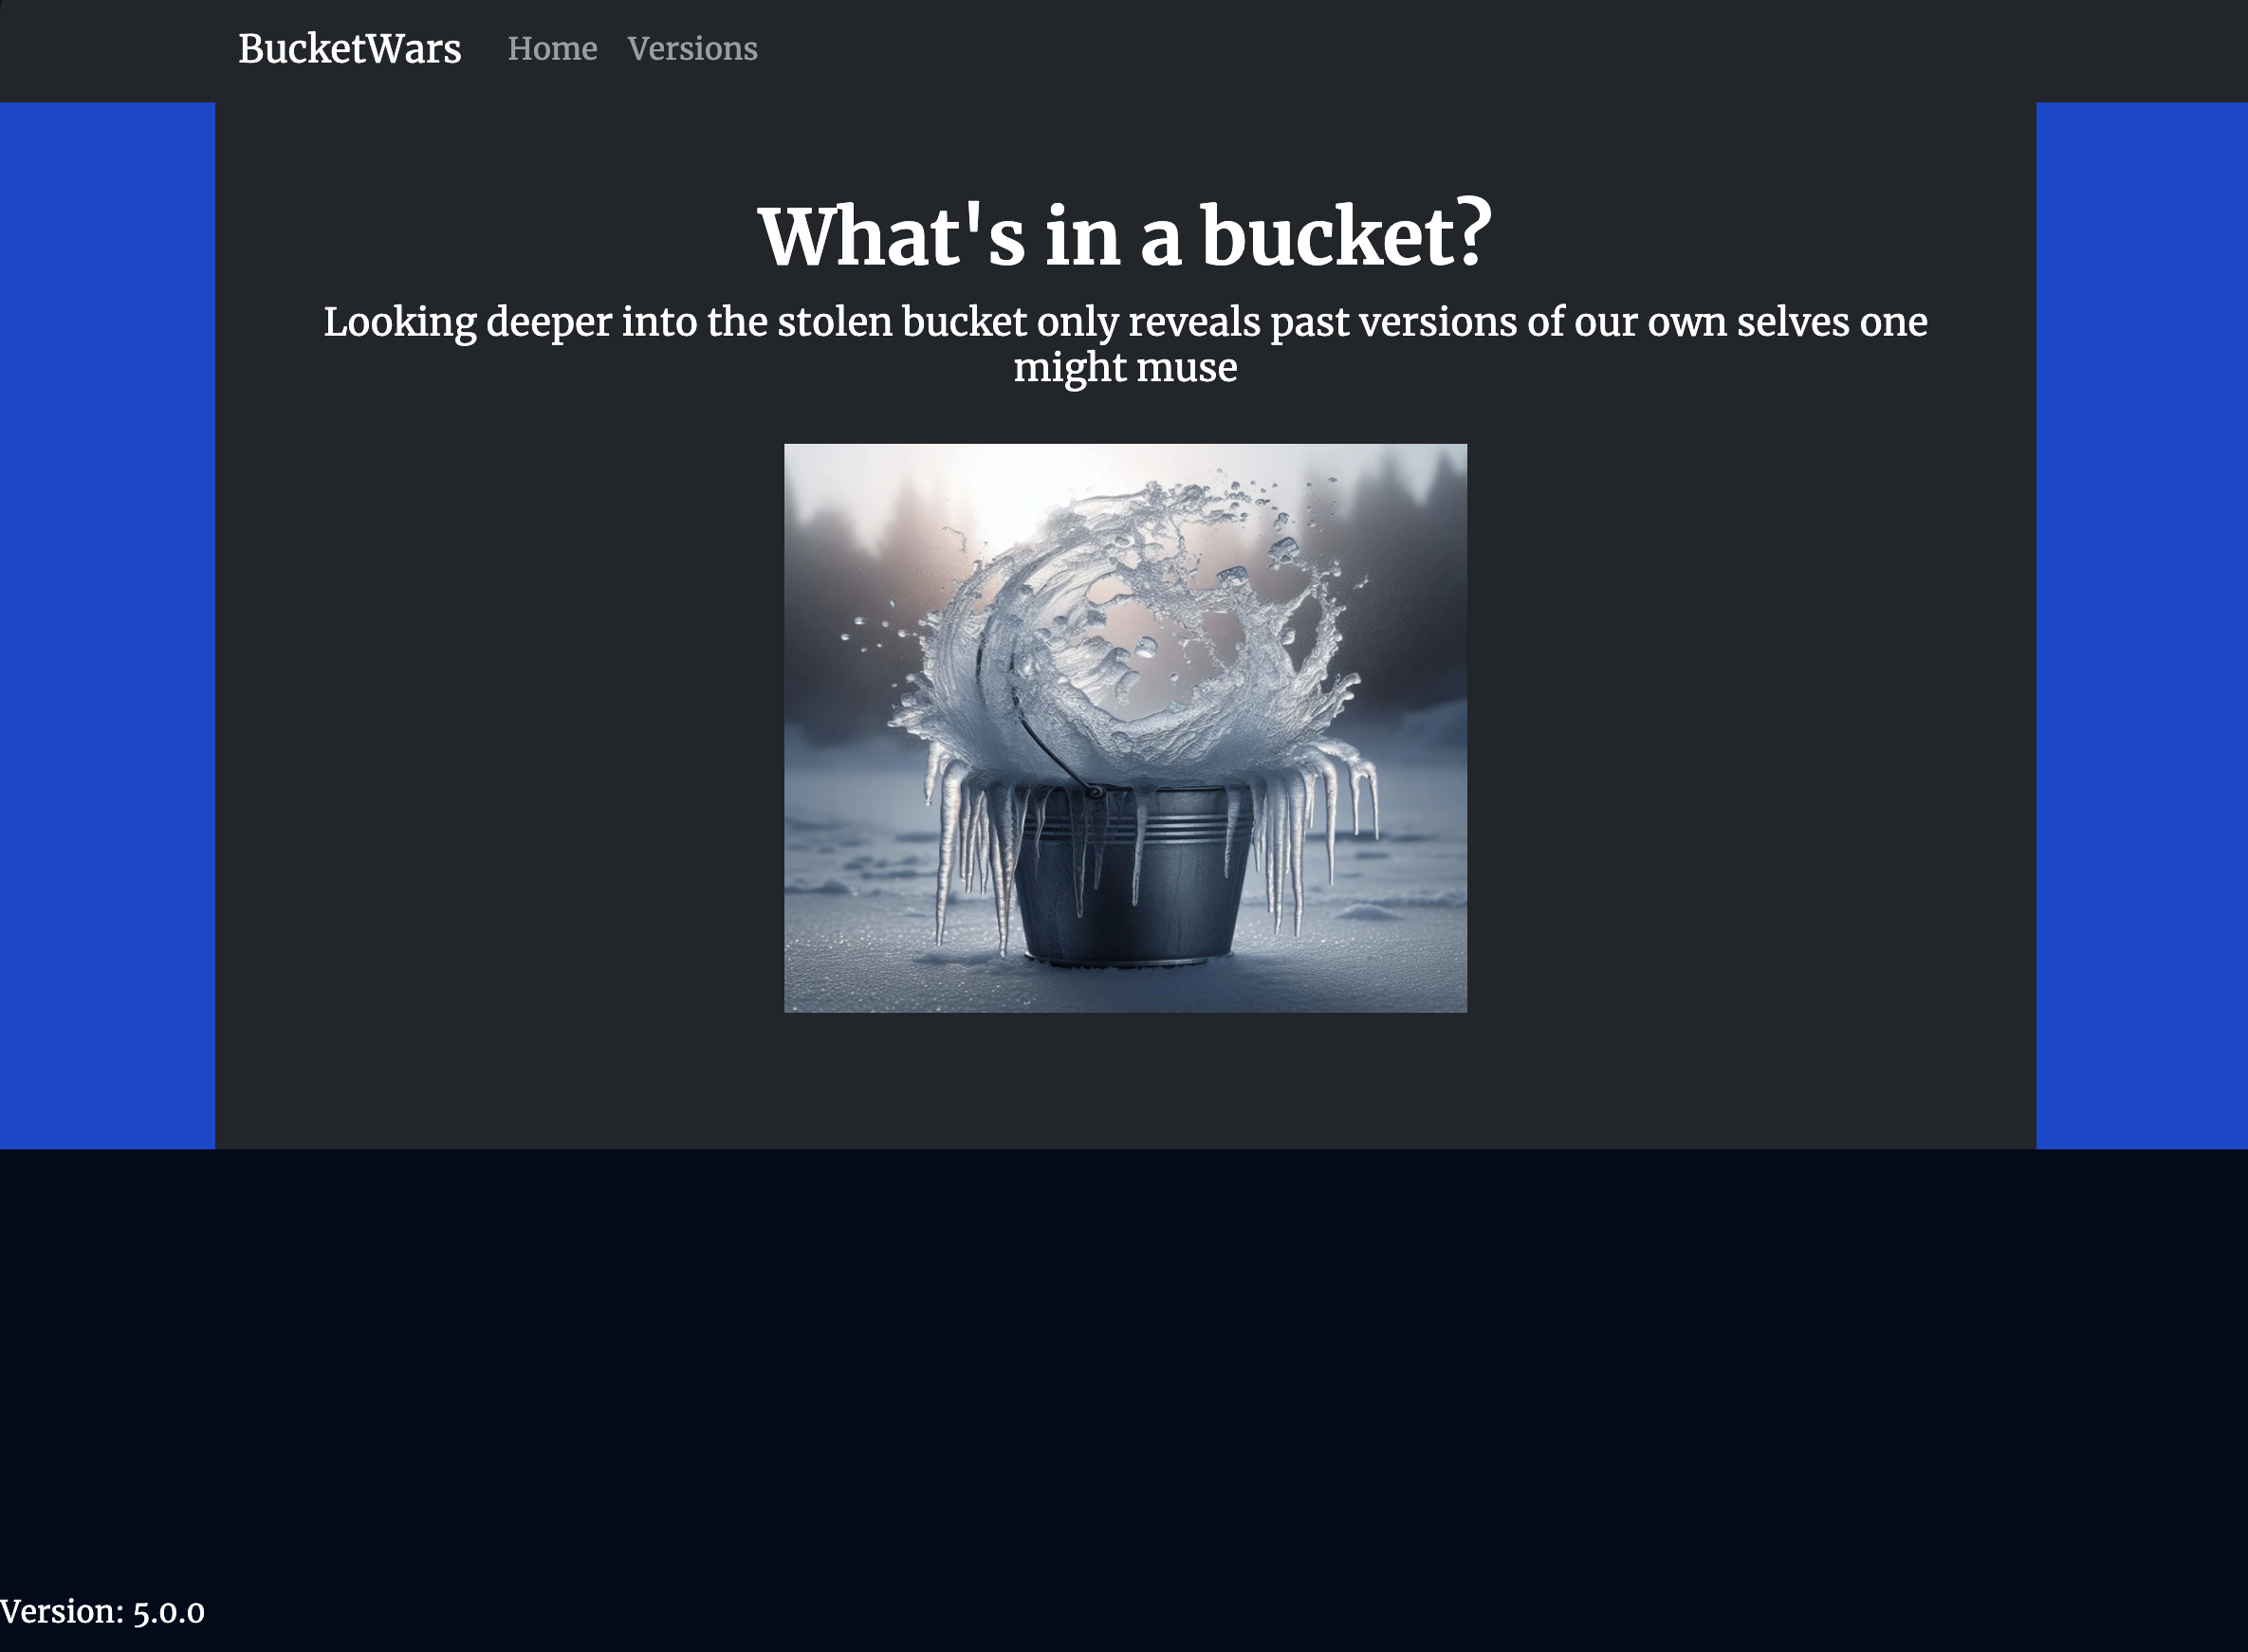 BucketWars Home Versions
What's in a bucket?
Looking deeper into the stolen bucket only reveals past versions of our own selves one
might muse
Version: 5.0.0